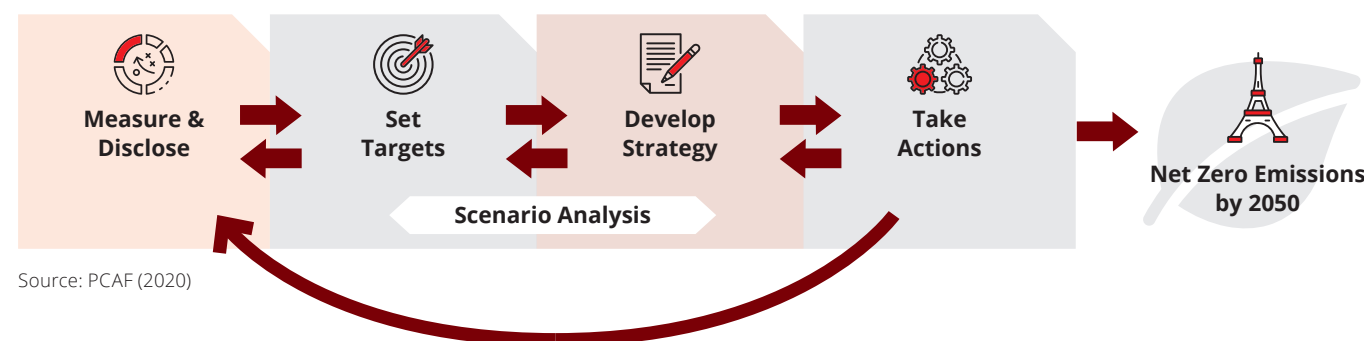 Measure &
Disclose
Set
Targets
Develop
Strategy
Take
Actions
Net Zero Emissions
by 2050
Scenario Analysis
Source: PCAF (2020)